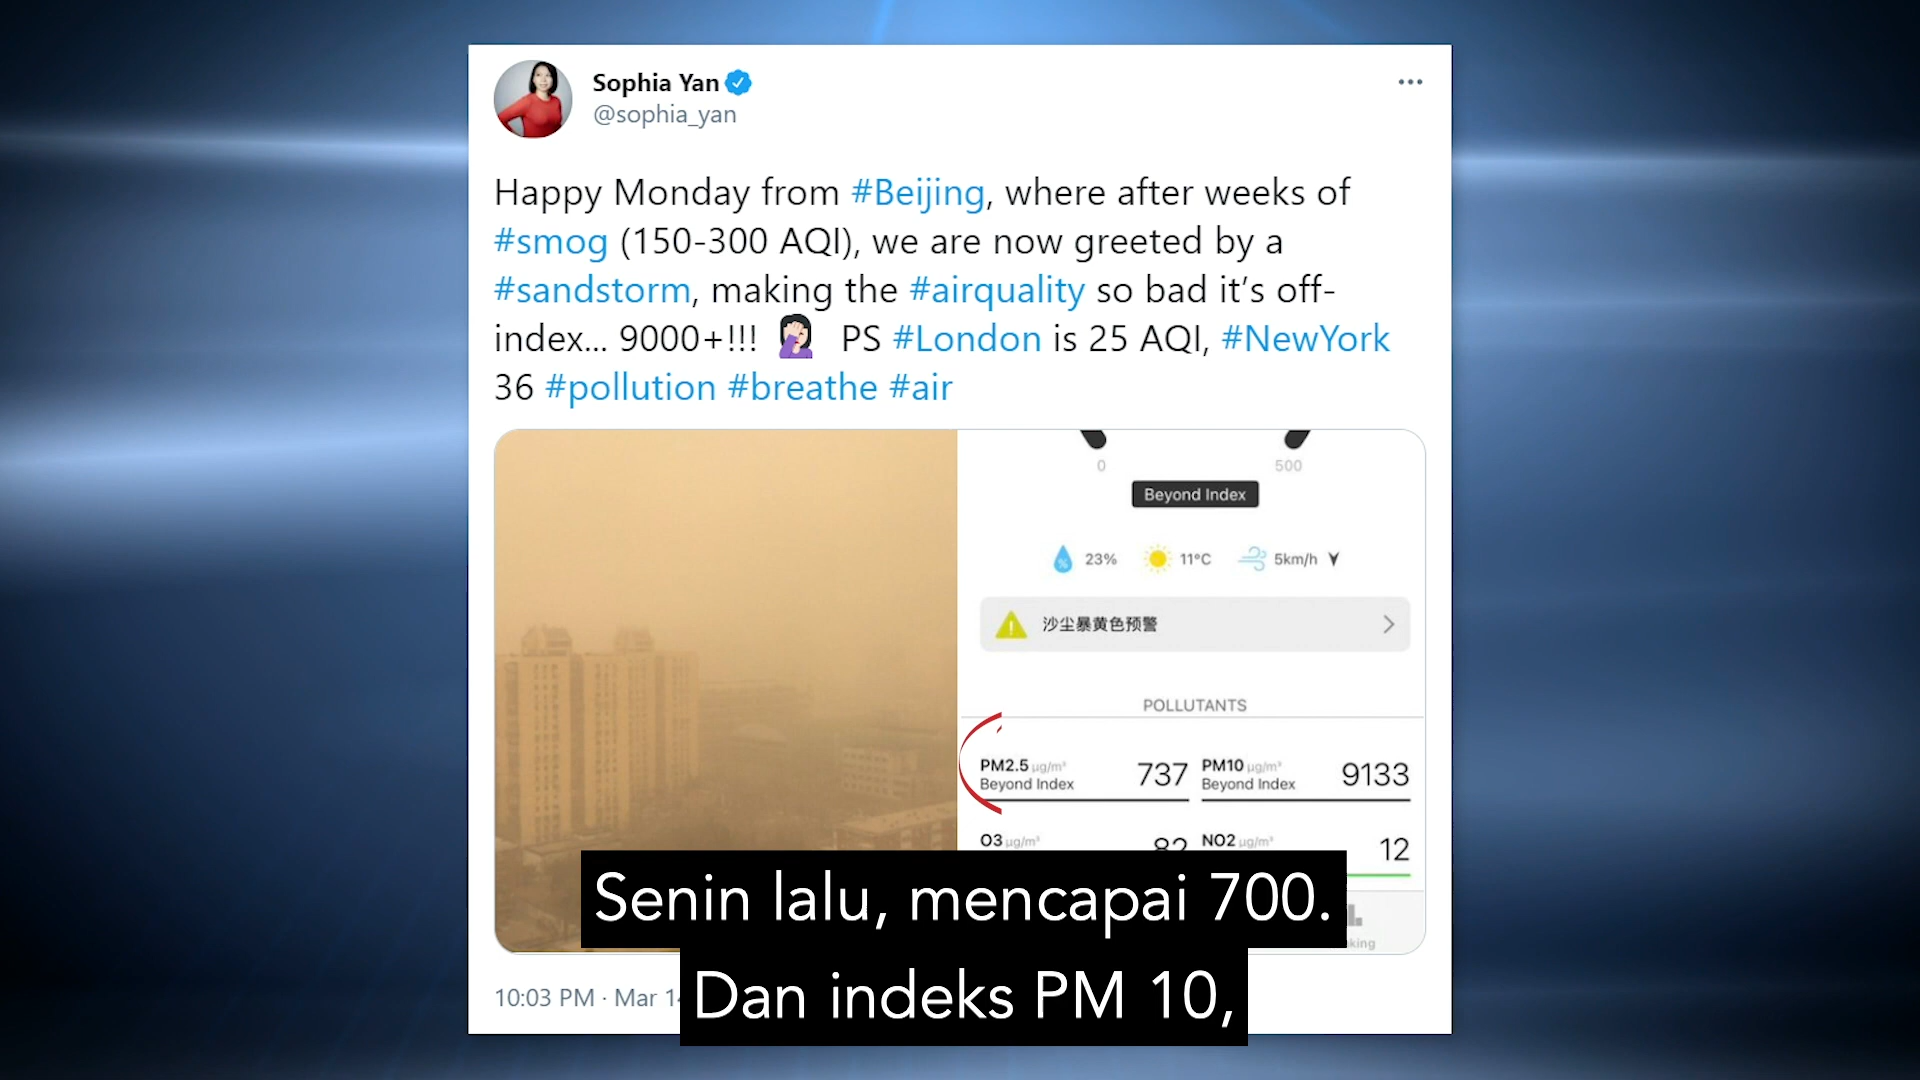 Sophia Yan
@sophia_yan
Happy Monday from #Beijing, where after weeks of
#smog (150-300 AQI), we are now greeted by a
#sandstorm, making the #airquality so bad it's off-
index... 9000+!!! PS #London is 25 AQI, #NewYork
36 #pollution #breathe #air
0 500
Beyond Index
23% 11°C 5km/h
沙尘暴黄色预警
POLLUTANTS
PM2.5 µg/m³ 737 PM10 µg/m³ 9133
Beyond Index Beyond Index
O3 µg/m³ 82 NO2 µg/m³ 12
Senin lalu, mencapai 700.
Dan indeks PM 10,
10:03 PM · Mar